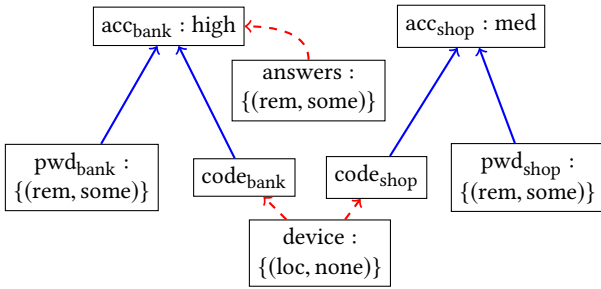 acc_bank : high
acc_shop : med
answers :
{(rem, some)}
pwd_bank :
{(rem, some)}
code_bank
code_shop
pwd_shop :
{(rem, some)}
device :
{(loc, none)}